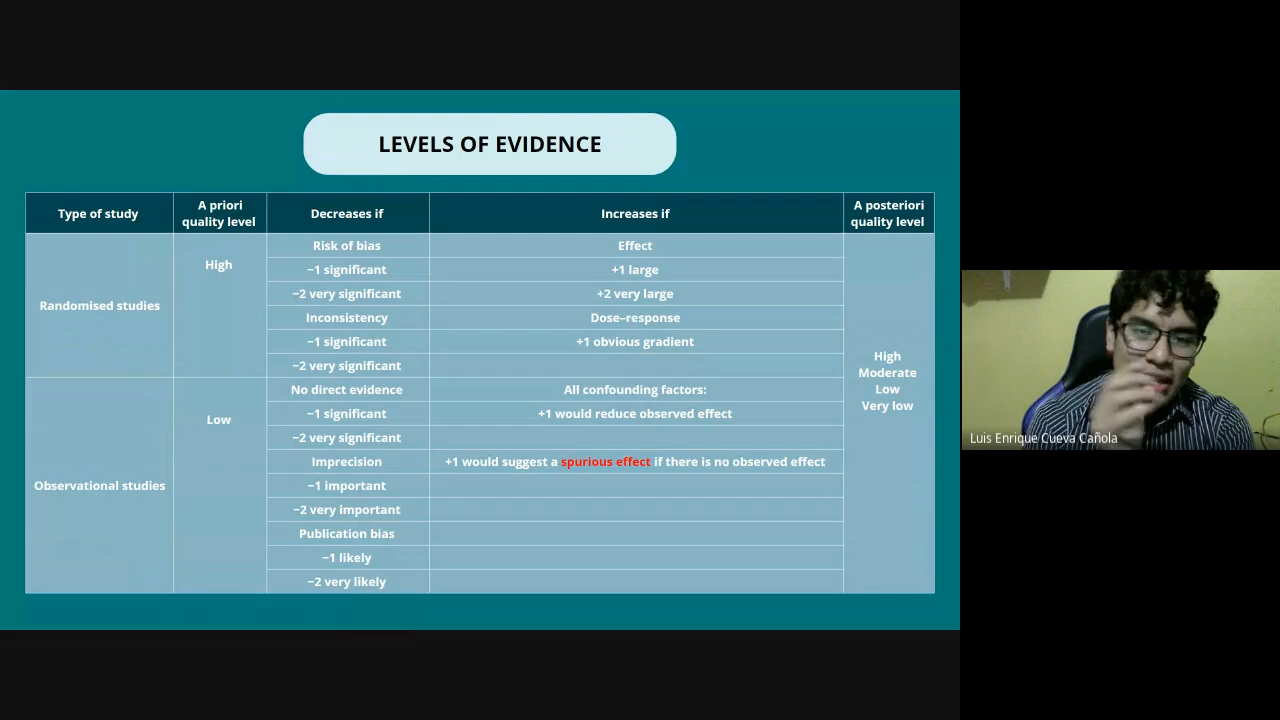 LEVELS OF EVIDENCE
Type of study
A priori
quality level
Decreases if
Increases if
A posteriori
quality level
Randomised studies
High
Risk of bias
Effect
−1 significant
+1 large
−2 very significant
+2 very large
Inconsistency
Dose–response
−1 significant
+1 obvious gradient
−2 very significant
Observational studies
Low
No direct evidence
All confounding factors:
−1 significant
+1 would reduce observed effect
−2 very significant
Imprecision
+1 would suggest a spurious effect if there is no observed effect
−1 important
−2 very important
Publication bias
−1 likely
−2 very likely
High
Moderate
Low
Very low
Luis Enrique Cueva Cañola